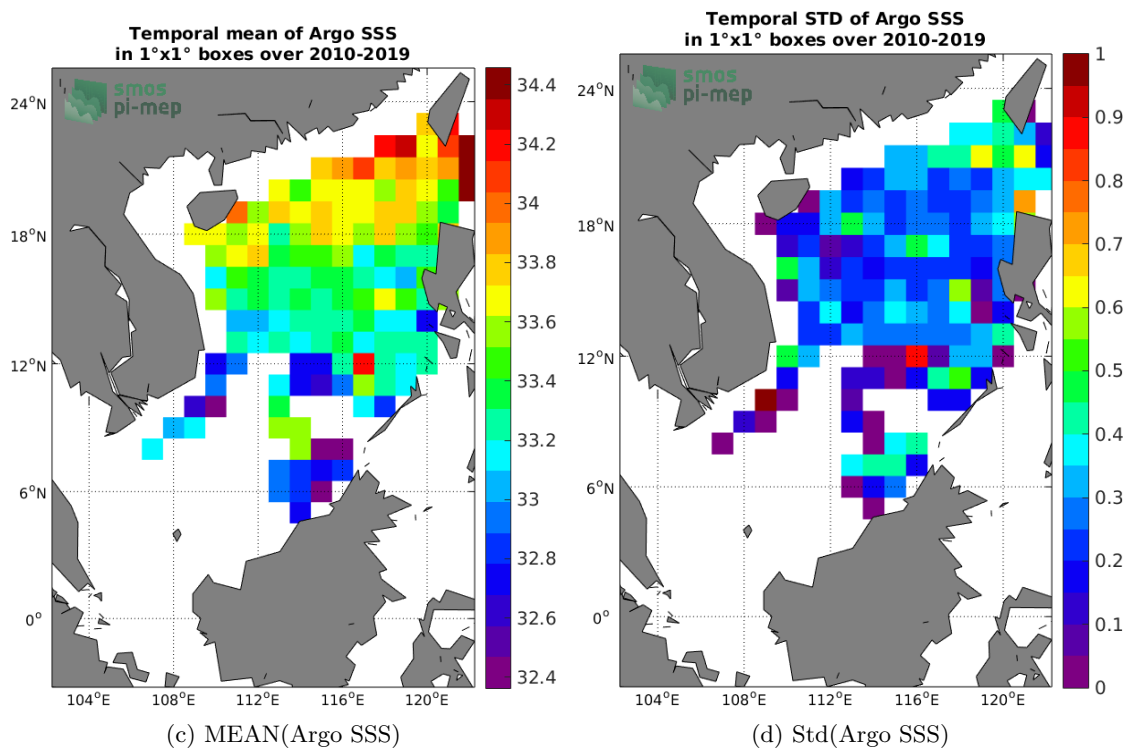 Temporal mean of Argo SSS
in 1°x1° boxes over 2010-2019
smos
pi-mep
24°N
18°N
12°N
6°N
0°
104°E
108°E
112°E
116°E
120°E
34.4
34.2
34
33.8
33.6
33.4
33.2
33
32.8
32.6
32.4
(c) MEAN(Argo SSS)
Temporal STD of Argo SSS
in 1°x1° boxes over 2010-2019
smos
pi-mep
24°N
18°N
12°N
6°N
0°
104°E
108°E
112°E
116°E
120°E
1
0.9
0.8
0.7
0.6
0.5
0.4
0.3
0.2
0.1
0
(d) Std(Argo SSS)